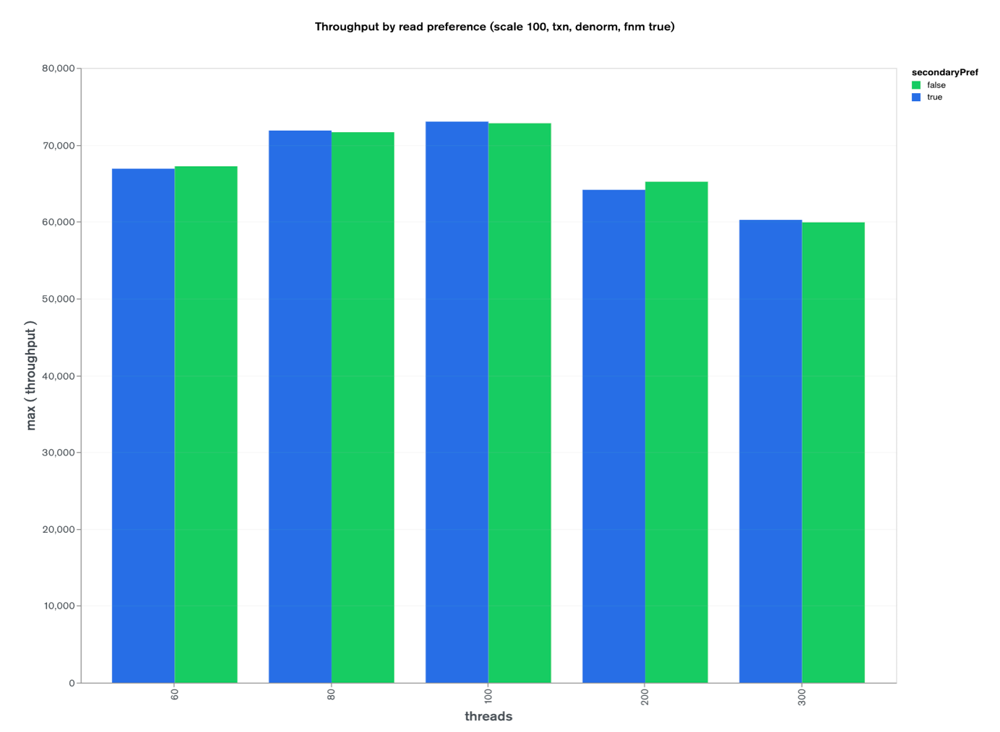 Throughput by read preference (scale 100, txn, denorm, fnm true)
secondaryPref
false
true
max ( throughput )
80,000
70,000
60,000
50,000
40,000
30,000
20,000
10,000
0
60
80
100
200
300
threads